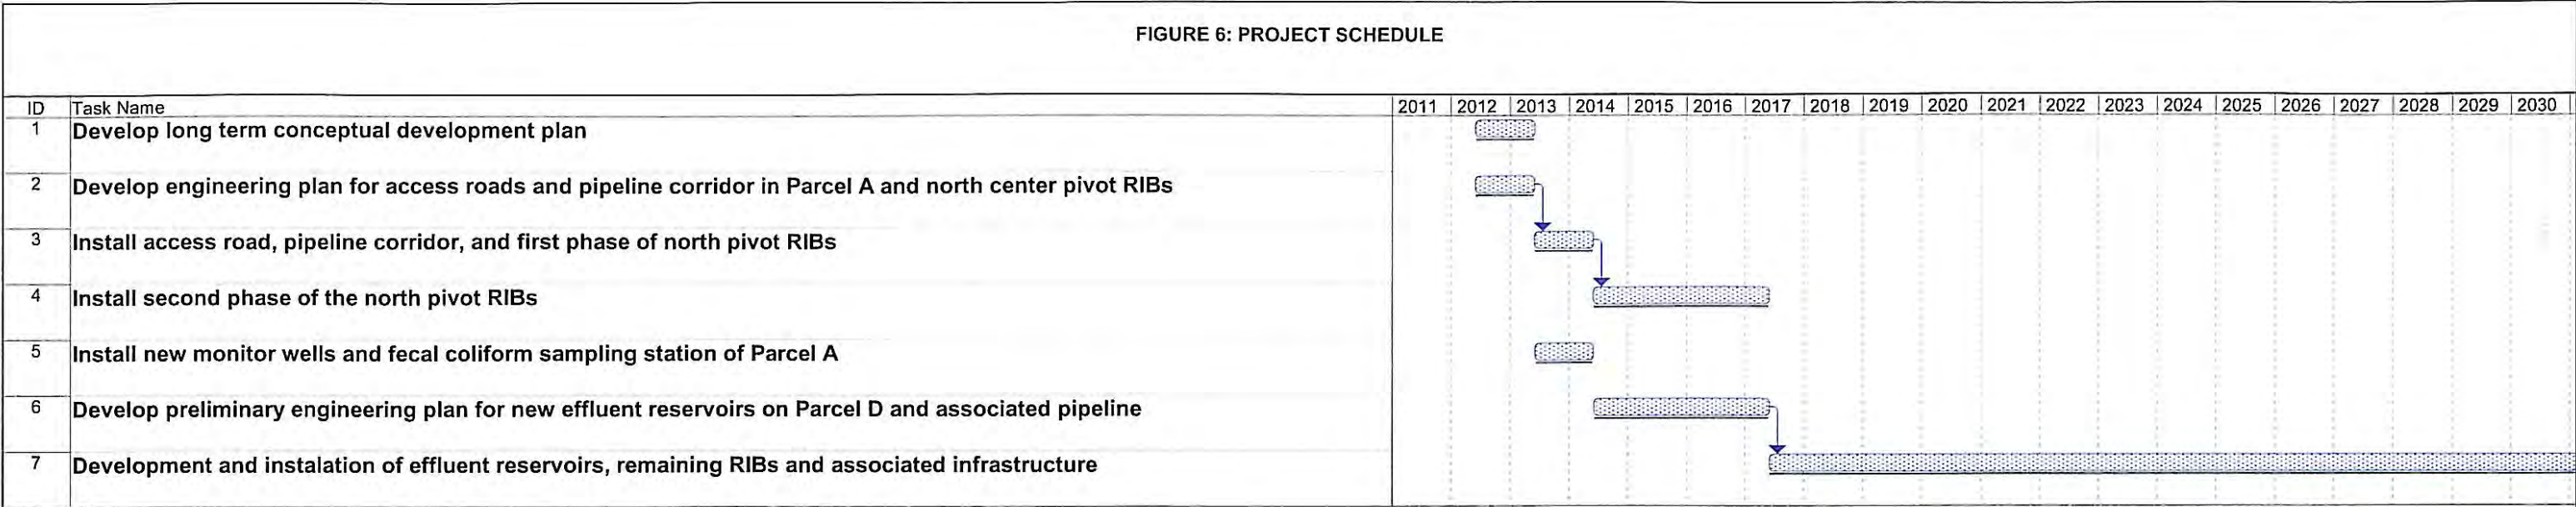 FIGURE 6: PROJECT SCHEDULE
ID Task Name 2011 2012 2013 2014 2015 2016 2017 2018 2019 2020 2021 2022 2023 2024 2025 2026 2027 2028 2029 2030
1 Develop long term conceptual development plan
2 Develop engineering plan for access roads and pipeline corridor in Parcel A and north center pivot RIBs
3 Install access road, pipeline corridor, and first phase of north pivot RIBs
4 Install second phase of the north pivot RIBs
5 Install new monitor wells and fecal coliform sampling station of Parcel A
6 Develop preliminary engineering plan for new effluent reservoirs on Parcel D and associated pipeline
7 Development and instalation of effluent reservoirs, remaining RIBs and associated infrastructure